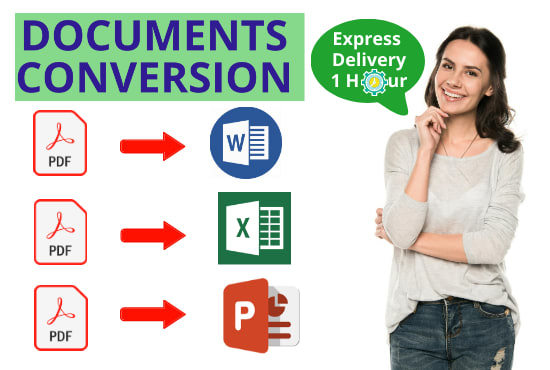 DOCUMENTS
CONVERSION
Express
Delivery
1 Hour
PDF
W
PDF
X
PDF
P